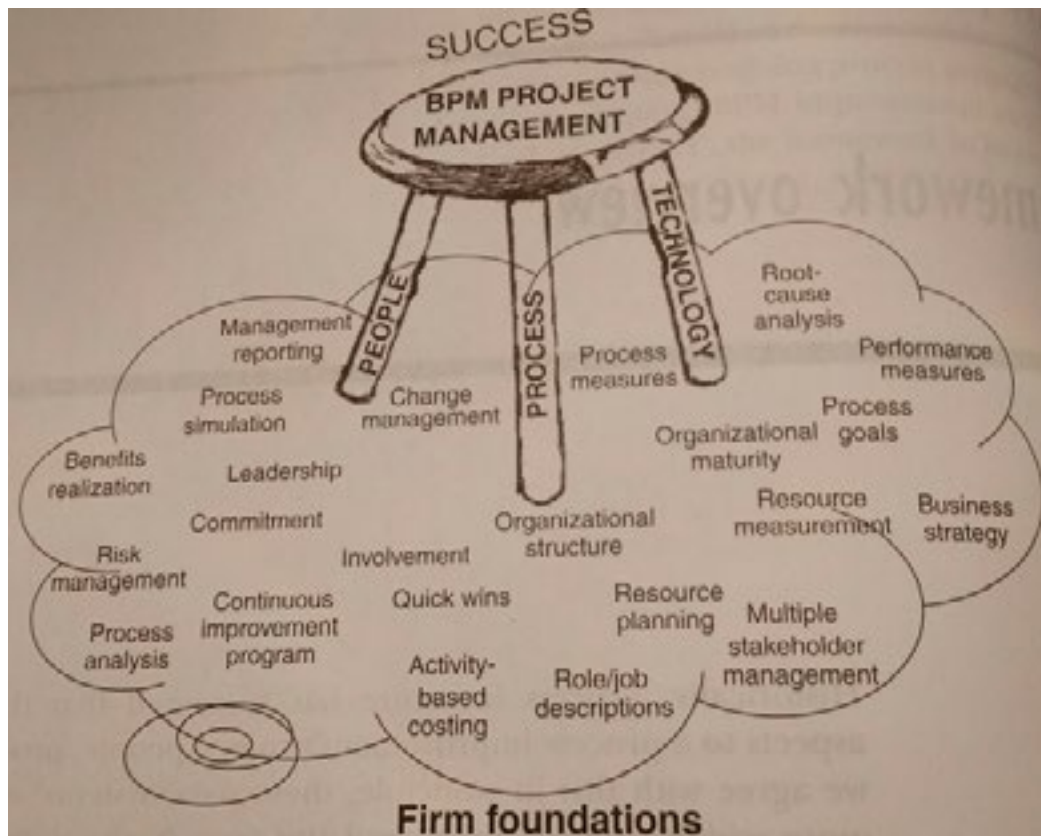 SUCCESS
BPM PROJECT
MANAGEMENT
PEOPLE
PROCESS
TECHNOLOGY
Root-
cause
analysis
Management
reporting
Process
measures
Performance
measures
Process
simulation
Change
management
Process
goals
Organizational
maturity
Benefits
realization
Leadership
Resource
measurement
Business
strategy
Commitment
Organizational
structure
Risk
management
Involvement
Continuous
improvement
program
Quick wins
Resource
planning
Multiple
stakeholder
management
Process
analysis
Activity-
based
costing
Role/job
descriptions
Firm foundations